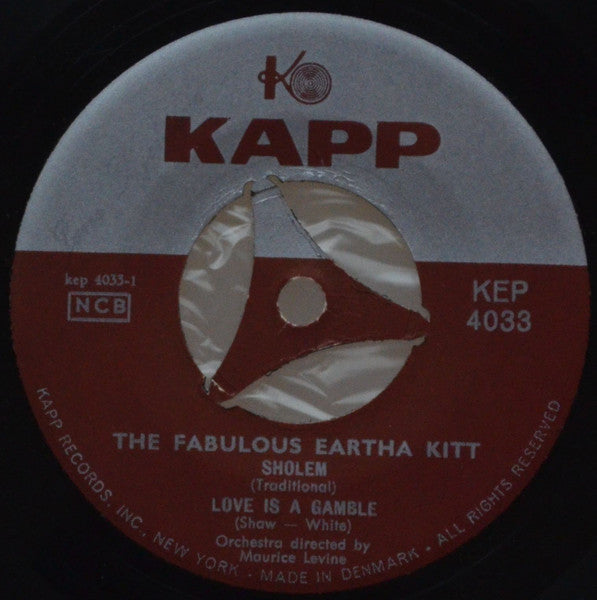 K
KAPP
kep 4033-1
NCB
KEP
4033
THE FABULOUS EARTHA KITT
SHOLEM
(Traditional)
LOVE IS A GAMBLE
(Shaw — White)
Orchestra directed by
Maurice Levine
KAPP RECORDS, INC., NEW YORK · MADE IN DENMARK · ALL RIGHTS RESERVED